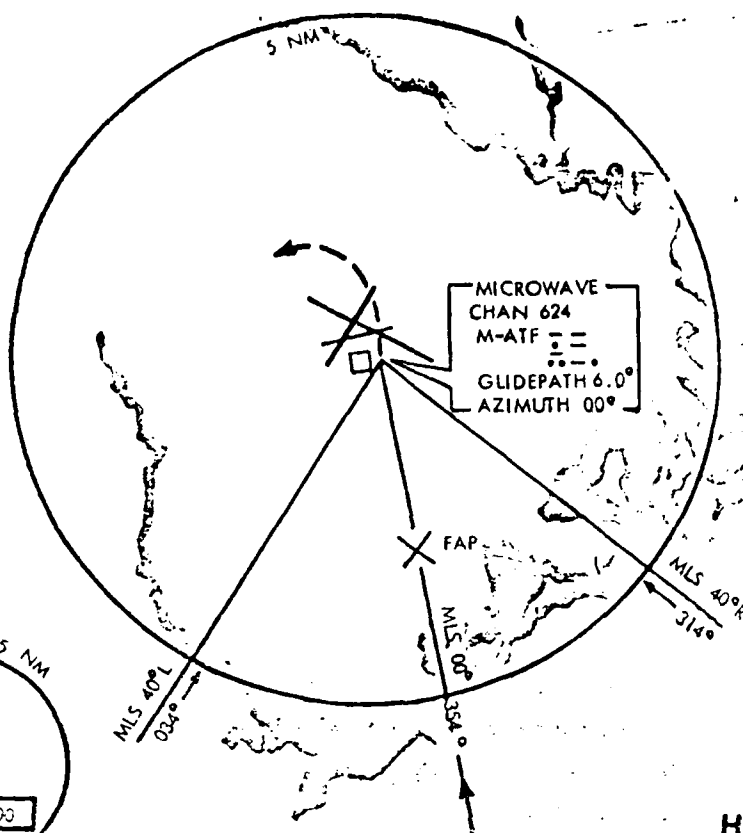 5 NM
MICROWAVE
CHAN 624
M-ATF
GLIDEPATH 6.0°
AZIMUTH 00°
FAP
MLS 40°R
314°
MLS 00°
354°
MLS 40°L
034°
5 NM
H